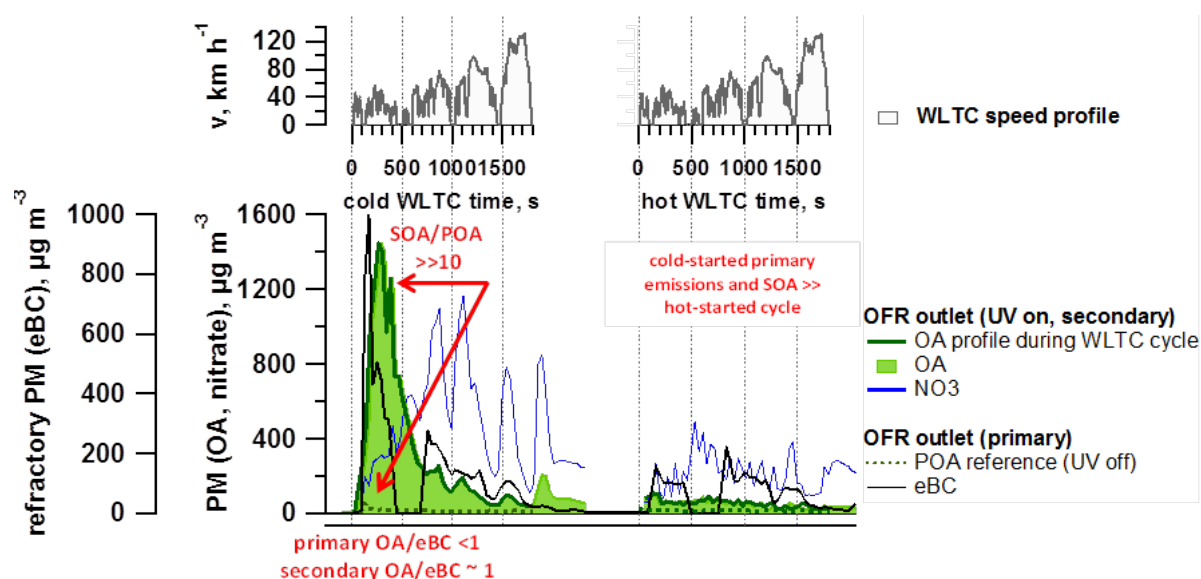 v, km h-1
120
80
40
0
0 500 1000 1500
cold WLTC time, s
0 500 1000 1500
hot WLTC time, s
WLTC speed profile
refractory PM (eBC), µg m-3
1000
800
600
400
200
0
PM (OA, nitrate), µg m-3
1600
1200
800
400
0
SOA/POA
>>10
cold-started primary
emissions and SOA >>
hot-started cycle
primary OA/eBC <1
secondary OA/eBC ~ 1
OFR outlet (UV on, secondary)
OA profile during WLTC cycle
OA
NO3
OFR outlet (primary)
POA reference (UV off)
eBC